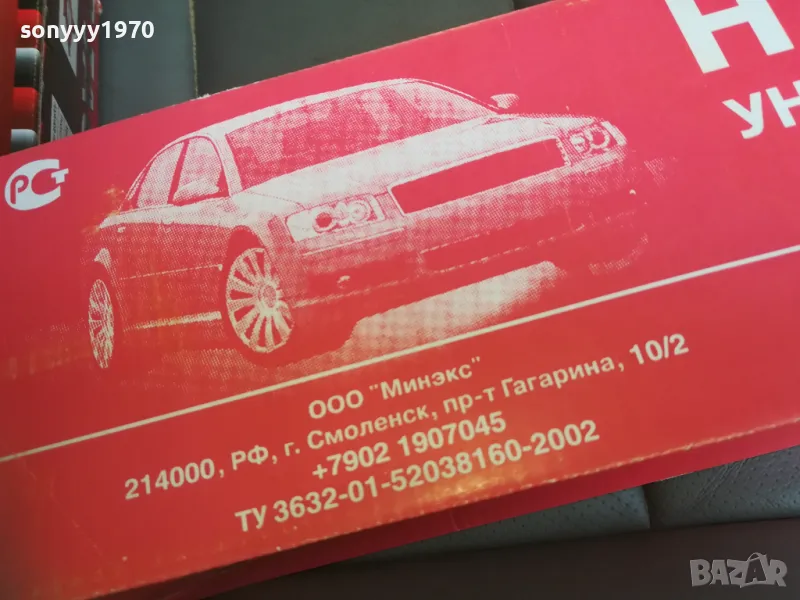 sonyyy1970
РСТ
ООО "Минэкс"
214000, РФ, г. Смоленск, пр-т Гагарина, 10/2
+7902 1907045
ТУ 3632-01-52038160-2002
BAZAR